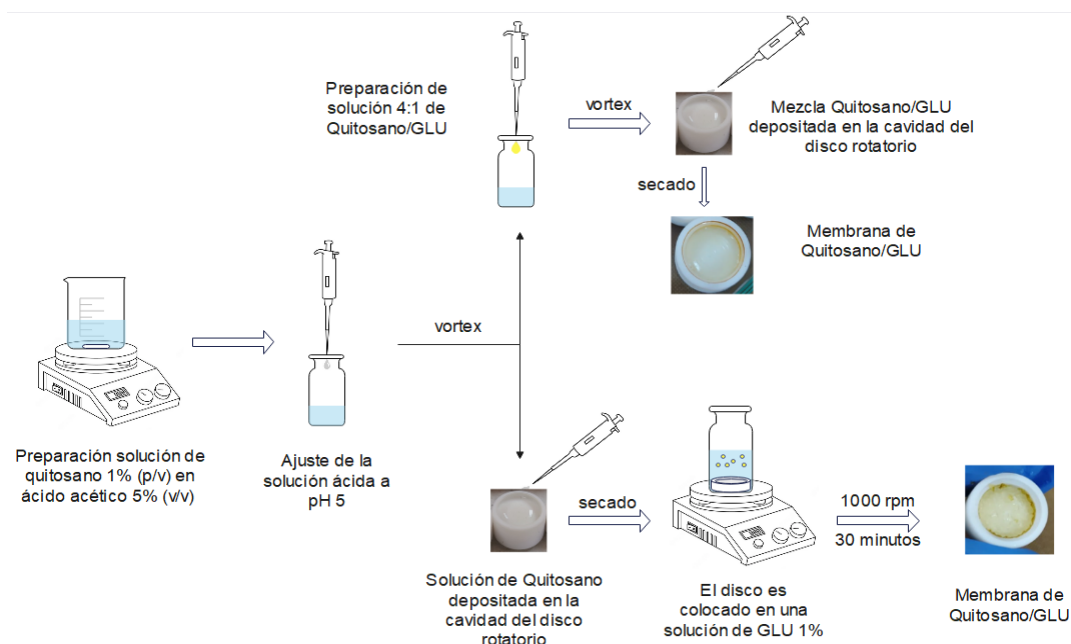 Preparación de
solución 4:1 de
Quitosano/GLU
vortex
Mezcla Quitosano/GLU
depositada en la cavidad del
disco rotatorio
secado
Membrana de
Quitosano/GLU
vortex
Preparación solución de
quitosano 1% (p/v) en
ácido acético 5% (v/v)
Ajuste de la
solución ácida a
pH 5
secado
1000 rpm
30 minutos
Solución de Quitosano
depositada en la
cavidad del disco
rotatorio
El disco es
colocado en una
solución de GLU 1%
Membrana de
Quitosano/GLU